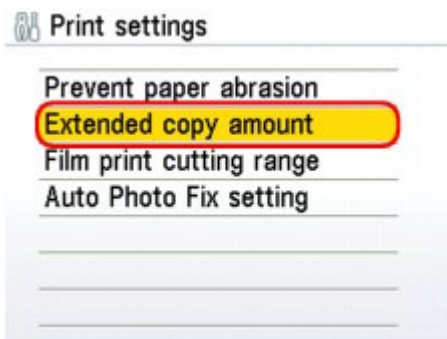 Print settings
Prevent paper abrasion
Extended copy amount
Film print cutting range
Auto Photo Fix setting